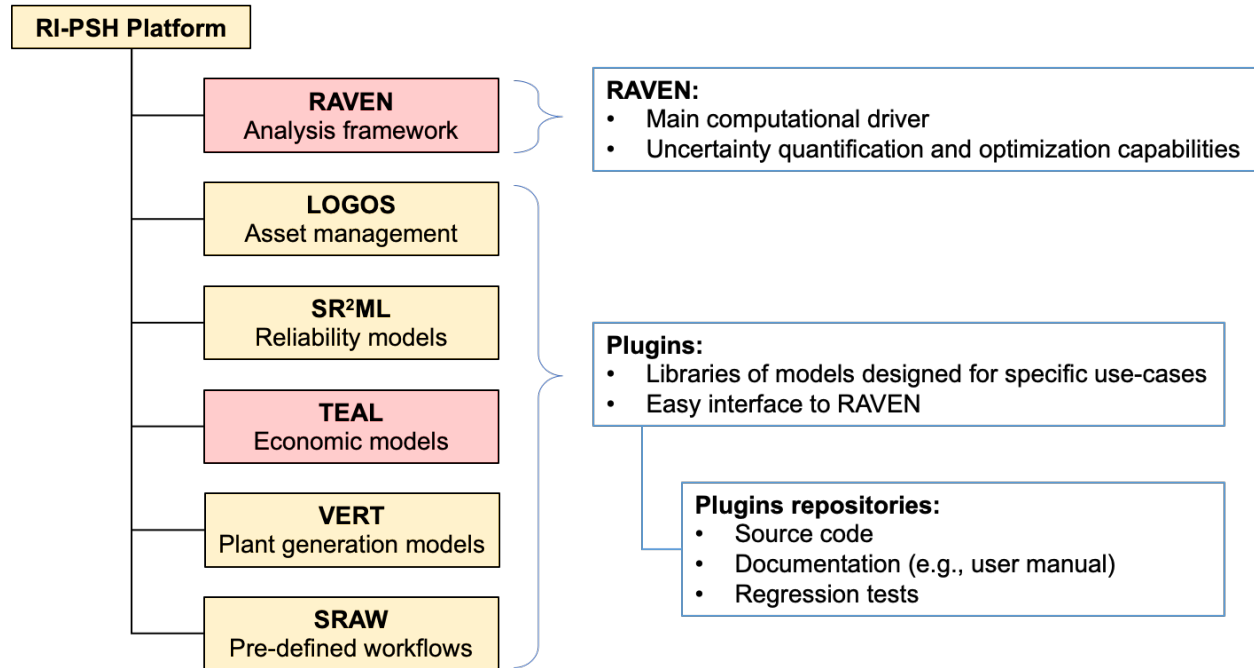 RI-PSH Platform
RAVEN
Analysis framework
LOGOS
Asset management
SR²ML
Reliability models
TEAL
Economic models
VERT
Plant generation models
SRAW
Pre-defined workflows
RAVEN:
• Main computational driver
• Uncertainty quantification and optimization capabilities
Plugins:
• Libraries of models designed for specific use-cases
• Easy interface to RAVEN
Plugins repositories:
• Source code
• Documentation (e.g., user manual)
• Regression tests